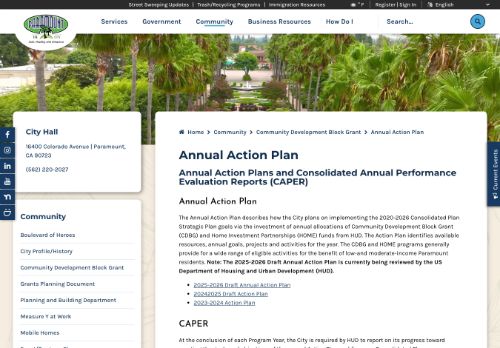 Street Sweeping Updates | Trash/Recycling Programs | Immigration Resources
° F | Register | Sign In | English
PARAMOUNT
Services Government Community Business Resources How Do I Search...
City Hall
16400 Colorado Avenue | Paramount,
CA 90723
(562) 220-2027
Community
Boulevard of Heroes
City Profile/History
Community Development Block Grant
Grants Planning Document
Planning and Building Department
Measure Y at Work
Mobile Homes
Home > Community > Community Development Block Grant > Annual Action Plan
Annual Action Plan
Annual Action Plans and Consolidated Annual Performance
Evaluation Reports (CAPER)
Annual Action Plan
The Annual Action Plan describes how the City plans on implementing the 2020-2026 Consolidated Plan
Strategic Plan goals via the investment of annual allocations of Community Development Block Grant
(CDBG) and Home Investment Partnerships (HOME) funds from HUD. The Action Plan identifies available
resources, annual goals, projects and activities for the year. The CDBG and HOME programs generally
provide for a wide range of eligible activities for the benefit of low-and moderate-income Paramount
residents. Note: The 2025-2026 Draft Annual Action Plan is currently being reviewed by the US
Department of Housing and Urban Development (HUD).
2025-2026 Draft Annual Action Plan
20242025 Draft Action Plan
2023-2024 Action Plan
CAPER
At the conclusion of each Program Year, the City is required by HUD to report on its progress toward
Current Events